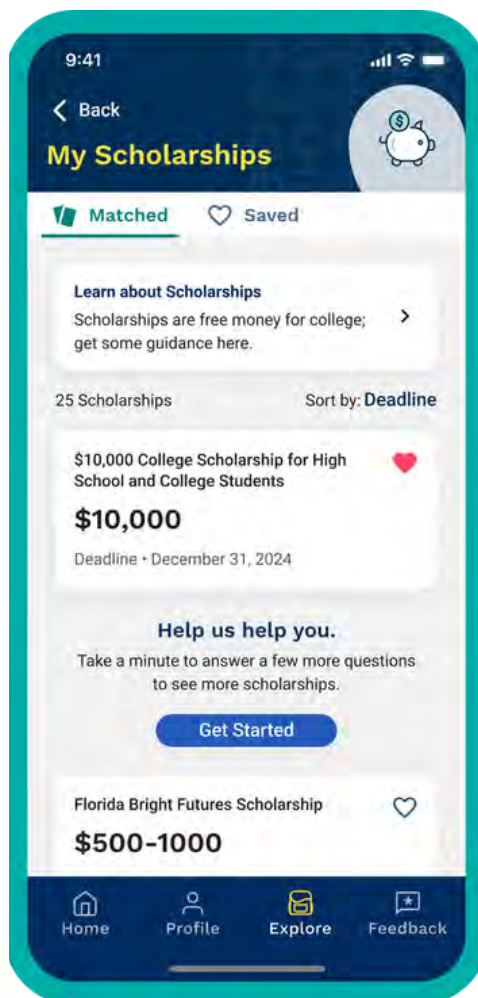 9:41
Back
My Scholarships
$
Matched
Saved
Learn about Scholarships
Scholarships are free money for college;
get some guidance here.
25 Scholarships
Sort by: Deadline
$10,000 College Scholarship for High
School and College Students
$10,000
Deadline • December 31, 2024
Help us help you.
Take a minute to answer a few more questions
to see more scholarships.
Get Started
Florida Bright Futures Scholarship
$500-1000
Home
Profile
Explore
Feedback